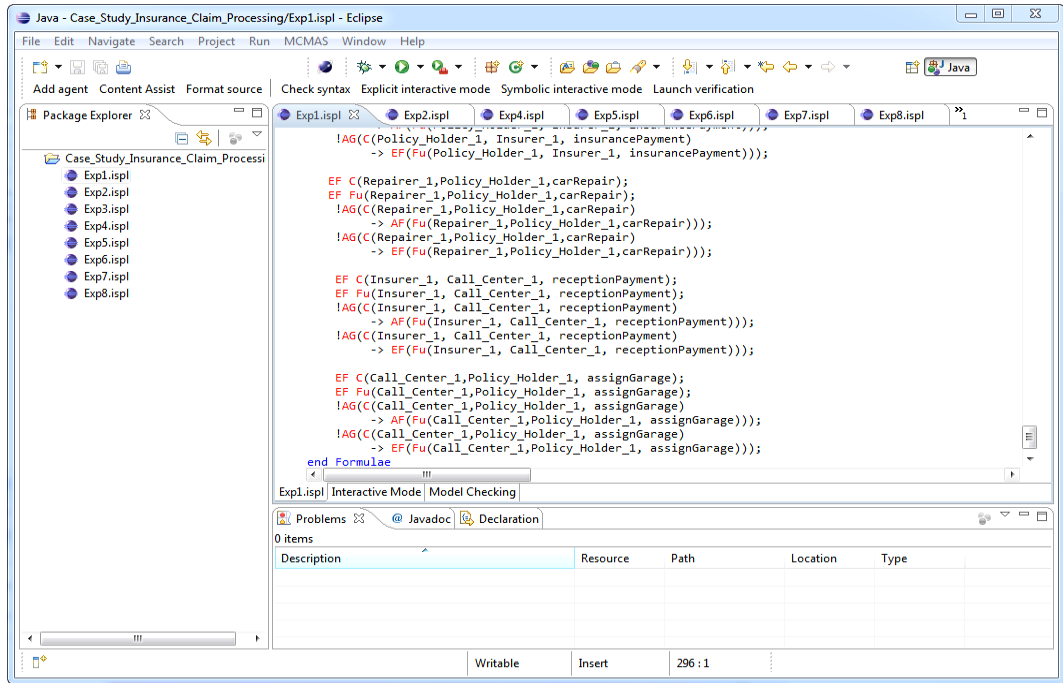 Java - Case_Study_Insurance_Claim_Processing/Exp1.ispl - Eclipse
File Edit Navigate Search Project Run MCMAS Window Help
Java
Add agent Content Assist Format source Check syntax Explicit interactive mode Symbolic interactive mode Launch verification
Package Explorer
Case_Study_Insurance_Claim_Processi
Exp1.ispl
Exp2.ispl
Exp3.ispl
Exp4.ispl
Exp5.ispl
Exp6.ispl
Exp7.ispl
Exp8.ispl
Exp1.ispl Exp2.ispl Exp4.ispl Exp5.ispl Exp6.ispl Exp7.ispl Exp8.ispl »1
-> AF(Fu(Policy_Holder_1, Insurer_1, insurancePayment)));
!AG(C(Policy_Holder_1, Insurer_1, insurancePayment)
-> EF(Fu(Policy_Holder_1, Insurer_1, insurancePayment)));
EF C(Repairer_1,Policy_Holder_1,carRepair);
EF Fu(Repairer_1,Policy_Holder_1,carRepair);
!AG(C(Repairer_1,Policy_Holder_1,carRepair)
-> AF(Fu(Repairer_1,Policy_Holder_1,carRepair)));
!AG(C(Repairer_1,Policy_Holder_1,carRepair)
-> EF(Fu(Repairer_1,Policy_Holder_1,carRepair)));
EF C(Insurer_1, Call_Center_1, receptionPayment);
EF Fu(Insurer_1, Call_Center_1, receptionPayment);
!AG(C(Insurer_1, Call_Center_1, receptionPayment)
-> AF(Fu(Insurer_1, Call_Center_1, receptionPayment)));
!AG(C(Insurer_1, Call_Center_1, receptionPayment)
-> EF(Fu(Insurer_1, Call_Center_1, receptionPayment)));
EF C(Call_Center_1,Policy_Holder_1, assignGarage);
EF Fu(Call_Center_1,Policy_Holder_1, assignGarage);
!AG(C(Call_Center_1,Policy_Holder_1, assignGarage)
-> AF(Fu(Call_Center_1,Policy_Holder_1, assignGarage)));
!AG(C(Call_Center_1,Policy_Holder_1, assignGarage)
-> EF(Fu(Call_Center_1,Policy_Holder_1, assignGarage)));
end Formulae
Exp1.ispl Interactive Mode Model Checking
Problems @ Javadoc Declaration
0 items
Description Resource Path Location Type
Writable Insert 296 : 1